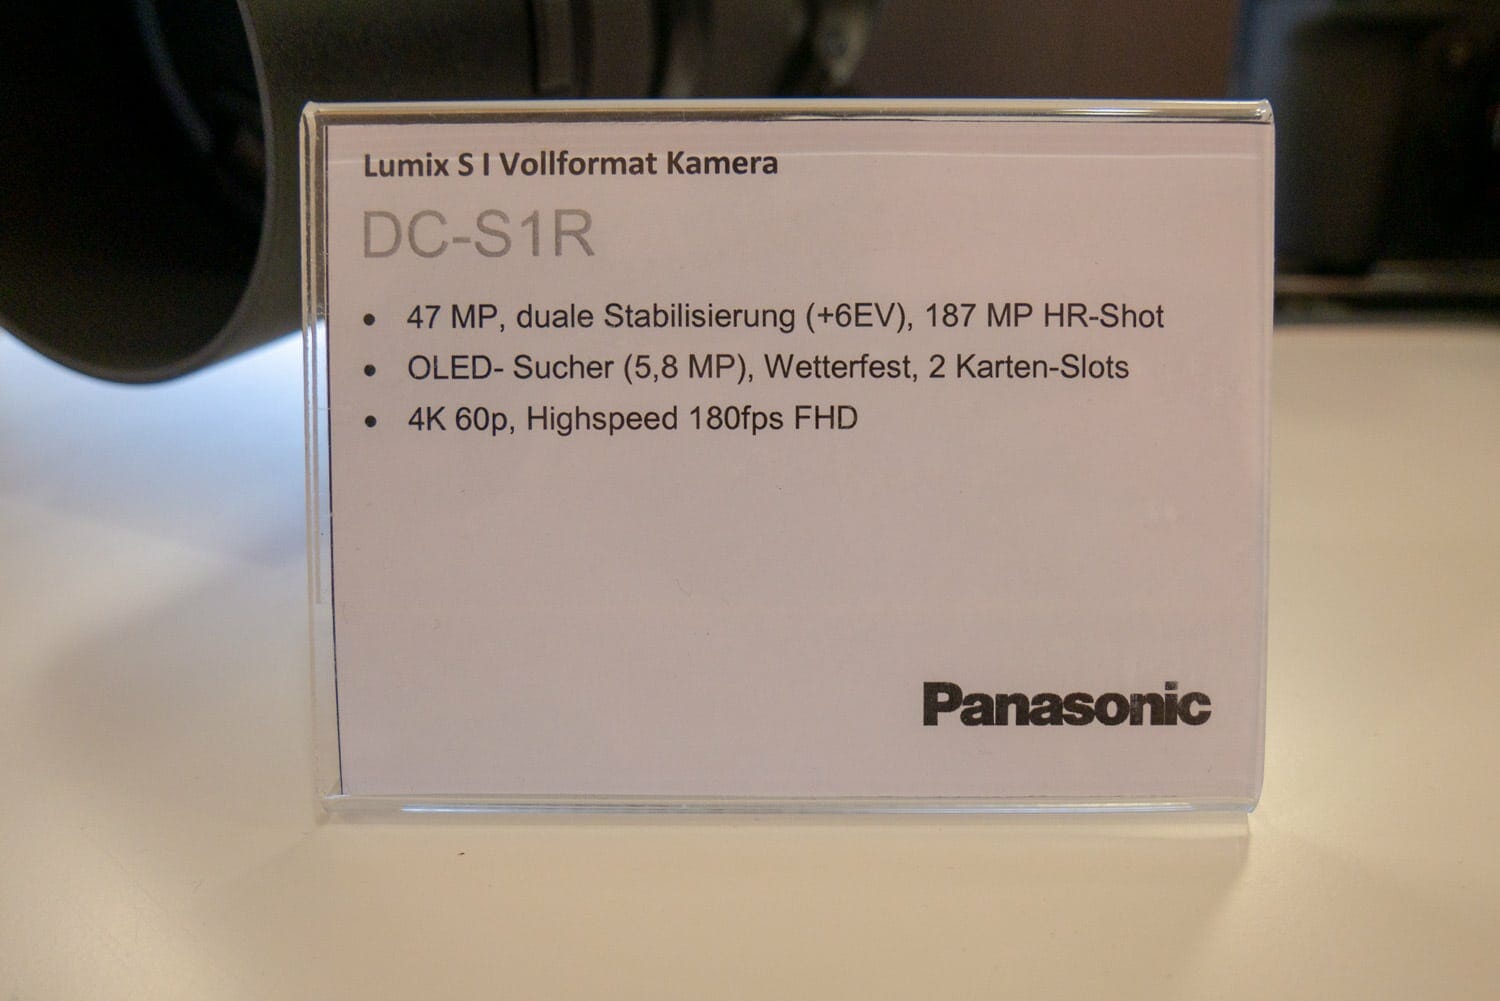 Lumix S I Vollformat Kamera
DC-S1R
• 47 MP, duale Stabilisierung (+6EV), 187 MP HR-Shot
• OLED- Sucher (5,8 MP), Wetterfest, 2 Karten-Slots
• 4K 60p, Highspeed 180fps FHD
Panasonic